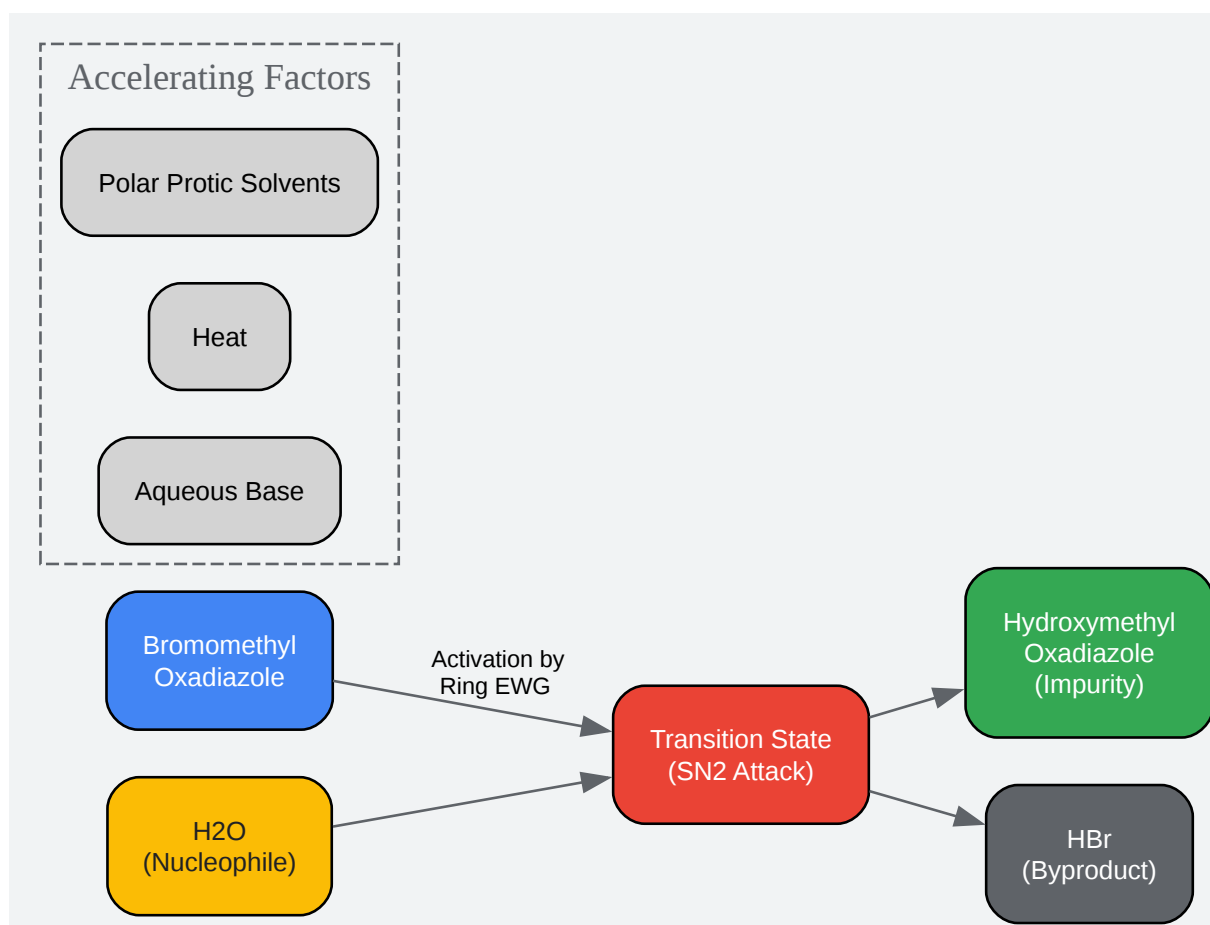 Accelerating Factors
Polar Protic Solvents
Heat
Aqueous Base
Bromomethyl
Oxadiazole
Activation by
Ring EWG
H2O
(Nucleophile)
Transition State
(SN2 Attack)
Hydroxymethyl
Oxadiazole
(Impurity)
HBr
(Byproduct)